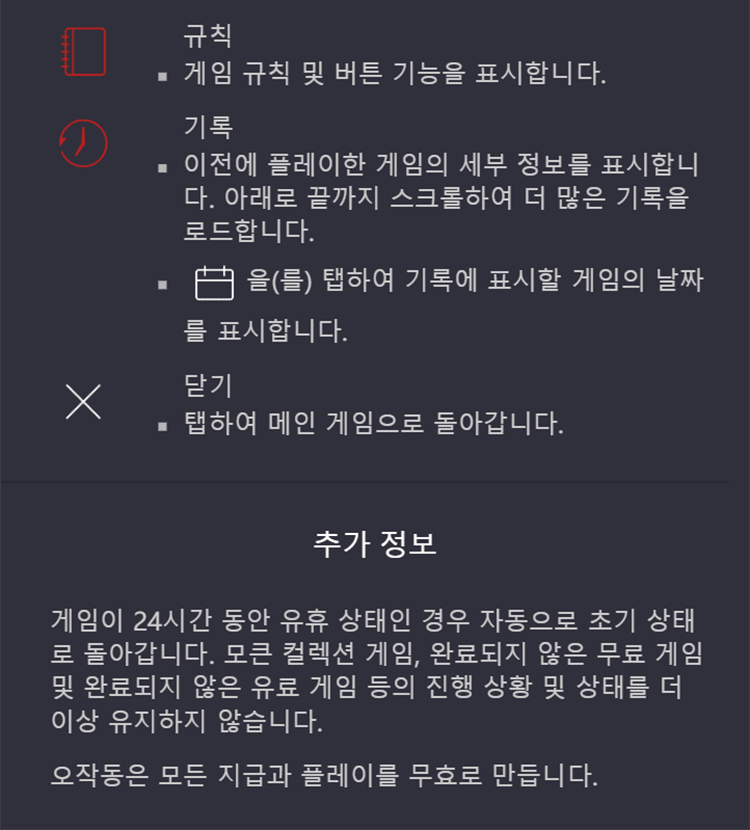 규칙
▪ 게임 규칙 및 버튼 기능을 표시합니다.
기록
▪ 이전에 플레이한 게임의 세부 정보를 표시합니
다. 아래로 끝까지 스크롤하여 더 많은 기록을
로드합니다.
▪ 을(를) 탭하여 기록에 표시할 게임의 날짜
를 표시합니다.
닫기
▪ 탭하여 메인 게임으로 돌아갑니다.
추가 정보
게임이 24시간 동안 유휴 상태인 경우 자동으로 초기 상태
로 돌아갑니다. 모큰 컬렉션 게임, 완료되지 않은 무료 게임
및 완료되지 않은 유료 게임 등의 진행 상황 및 상태를 더
이상 유지하지 않습니다.
오작동은 모든 지급과 플레이를 무효로 만듭니다.